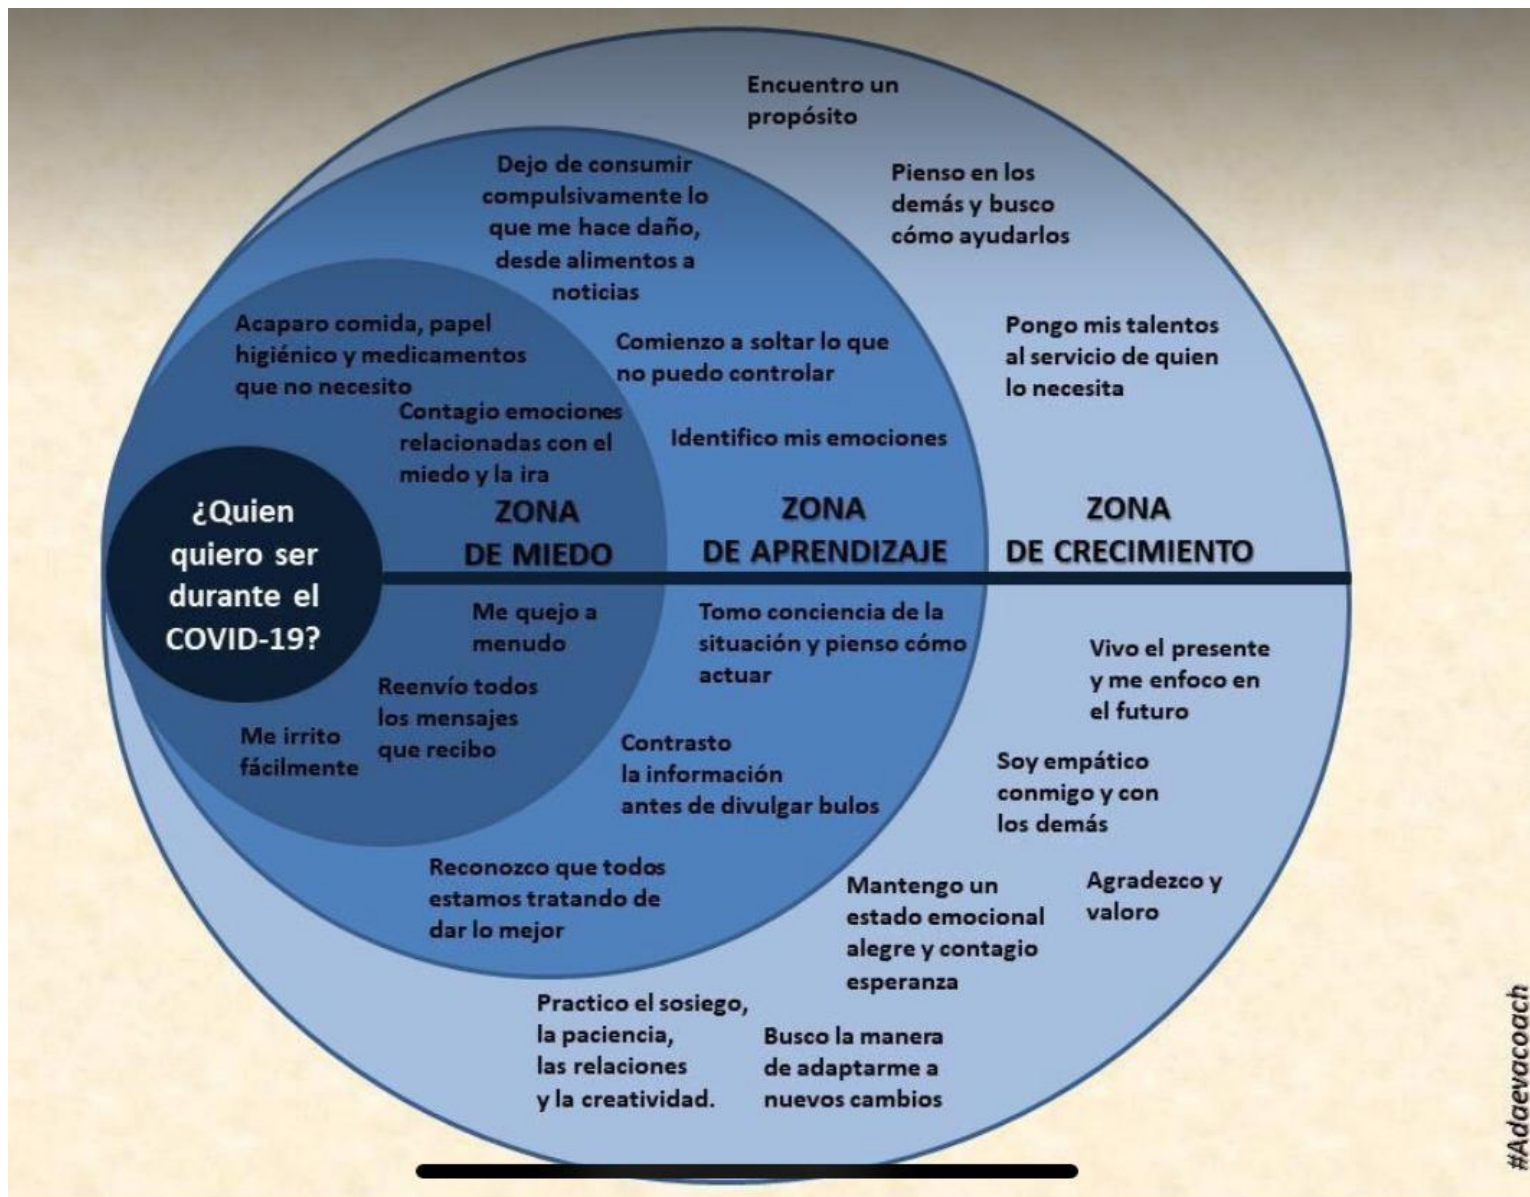 Encuentro un
propósito
Pienso en los
demás y busco
cómo ayudarlos
Pongo mis talentos
al servicio de quien
lo necesita
Dejo de consumir
compulsivamente lo
que me hace daño,
desde alimentos a
noticias
Comienzo a soltar lo que
no puedo controlar
Identifico mis emociones
Acaparo comida, papel
higiénico y medicamentos
que no necesito
Contagio emociones
relacionadas con el
miedo y la ira
¿Quien
quiero ser
durante el
COVID-19?
ZONA
DE MIEDO
ZONA
DE APRENDIZAJE
ZONA
DE CRECIMIENTO
Me quejo a
menudo
Reenvío todos
los mensajes
que recibo
Me irrito
fácilmente
Tomo conciencia de la
situación y pienso cómo
actuar
Contrasto
la información
antes de divulgar bulos
Reconozco que todos
estamos tratando de
dar lo mejor
Vivo el presente
y me enfoco en
el futuro
Soy empático
conmigo y con
los demás
Agradezco y
valoro
Mantengo un
estado emocional
alegre y contagio
esperanza
Practico el sosiego,
la paciencia,
las relaciones
y la creatividad.
Busco la manera
de adaptarme a
nuevos cambios
#Adaevacoach